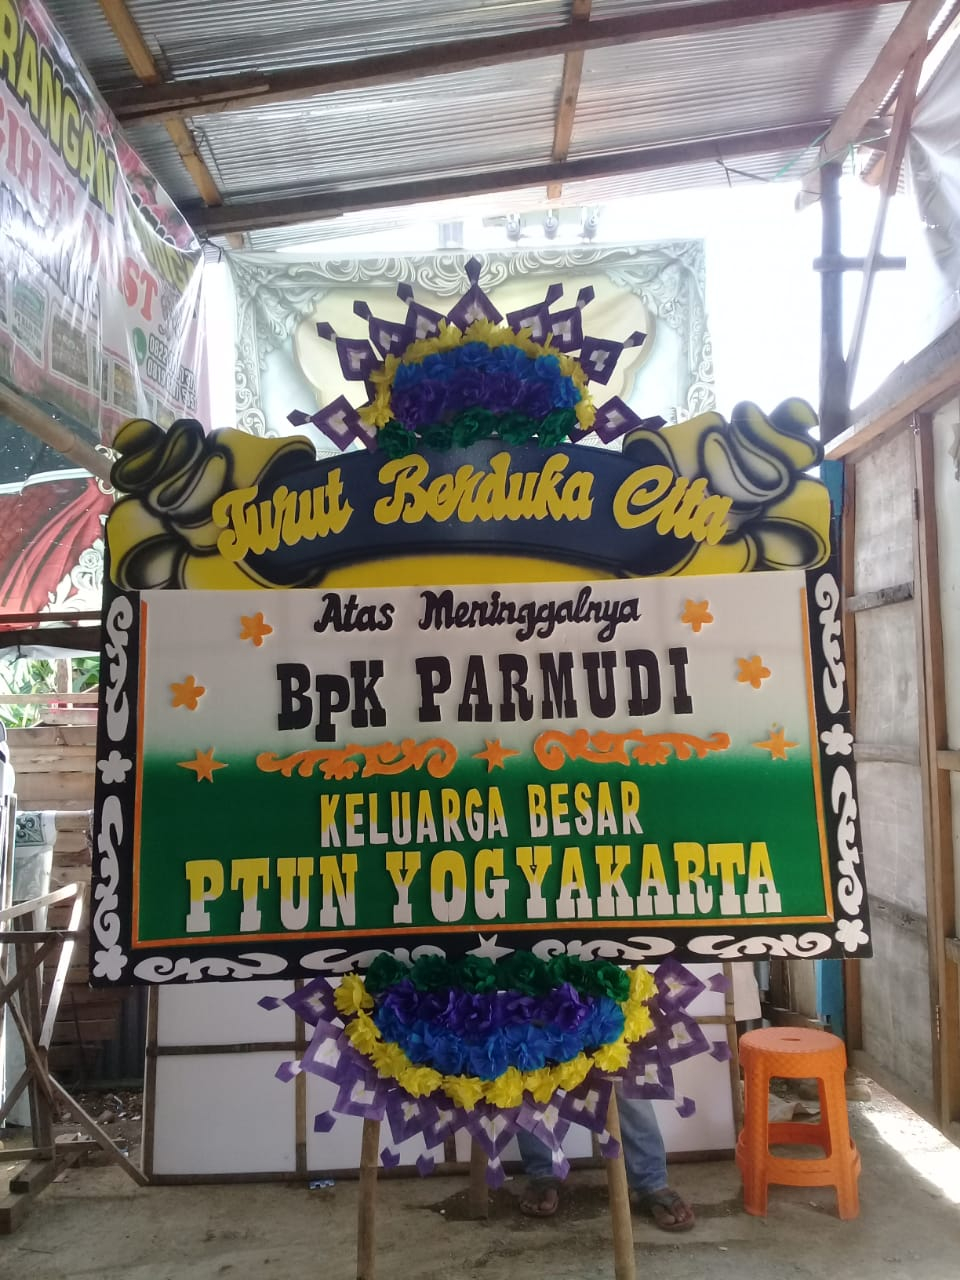 Turut Berduka Cita
Atas Meninggalnya
BPK PARMUDI
KELUARGA BESAR
PTUN YOGYAKARTA